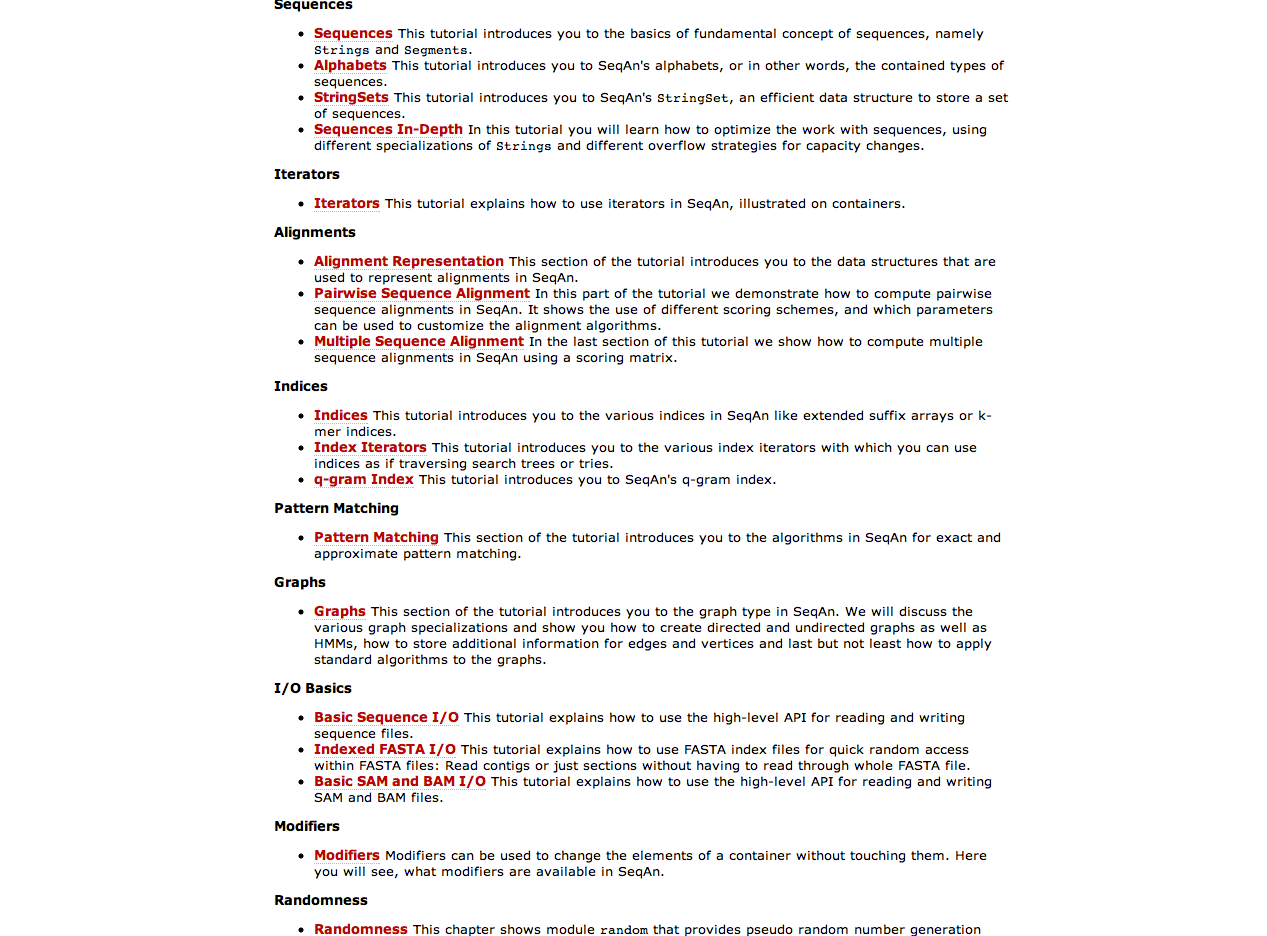 Sequences
Sequences This tutorial introduces you to the basics of fundamental concept of sequences, namely
Strings and Segments.
Alphabets This tutorial introduces you to SeqAn's alphabets, or in other words, the contained types of
sequences.
StringSets This tutorial introduces you to SeqAn's StringSet, an efficient data structure to store a set
of sequences.
Sequences In-Depth In this tutorial you will learn how to optimize the work with sequences, using
different specializations of Strings and different overflow strategies for capacity changes.
Iterators
Iterators This tutorial explains how to use iterators in SeqAn, illustrated on containers.
Alignments
Alignment Representation This section of the tutorial introduces you to the data structures that are
used to represent alignments in SeqAn.
Pairwise Sequence Alignment In this part of the tutorial we demonstrate how to compute pairwise
sequence alignments in SeqAn. It shows the use of different scoring schemes, and which parameters
can be used to customize the alignment algorithms.
Multiple Sequence Alignment In the last section of this tutorial we show how to compute multiple
sequence alignments in SeqAn using a scoring matrix.
Indices
Indices This tutorial introduces you to the various indices in SeqAn like extended suffix arrays or k-
mer indices.
Index Iterators This tutorial introduces you to the various index iterators with which you can use
indices as if traversing search trees or tries.
q-gram Index This tutorial introduces you to SeqAn's q-gram index.
Pattern Matching
Pattern Matching This section of the tutorial introduces you to the algorithms in SeqAn for exact and
approximate pattern matching.
Graphs
Graphs This section of the tutorial introduces you to the graph type in SeqAn. We will discuss the
various graph specializations and show you how to create directed and undirected graphs as well as
HMMs, how to store additional information for edges and vertices and last but not least how to apply
standard algorithms to the graphs.
I/O Basics
Basic Sequence I/O This tutorial explains how to use the high-level API for reading and writing
sequence files.
Indexed FASTA I/O This tutorial explains how to use FASTA index files for quick random access
within FASTA files: Read contigs or just sections without having to read through whole FASTA file.
Basic SAM and BAM I/O This tutorial explains how to use the high-level API for reading and writing
SAM and BAM files.
Modifiers
Modifiers Modifiers can be used to change the elements of a container without touching them. Here
you will see, what modifiers are available in SeqAn.
Randomness
Randomness This chapter shows module random that provides pseudo random number generation